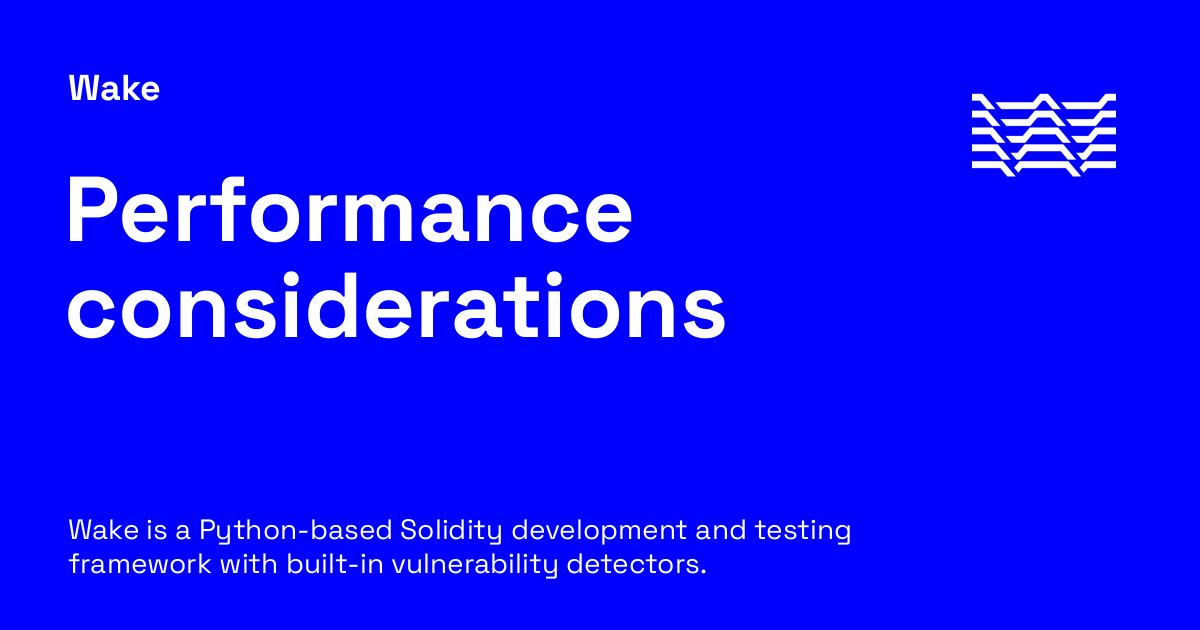 Wake
Performance
considerations
Wake is a Python-based Solidity development and testing
framework with built-in vulnerability detectors.